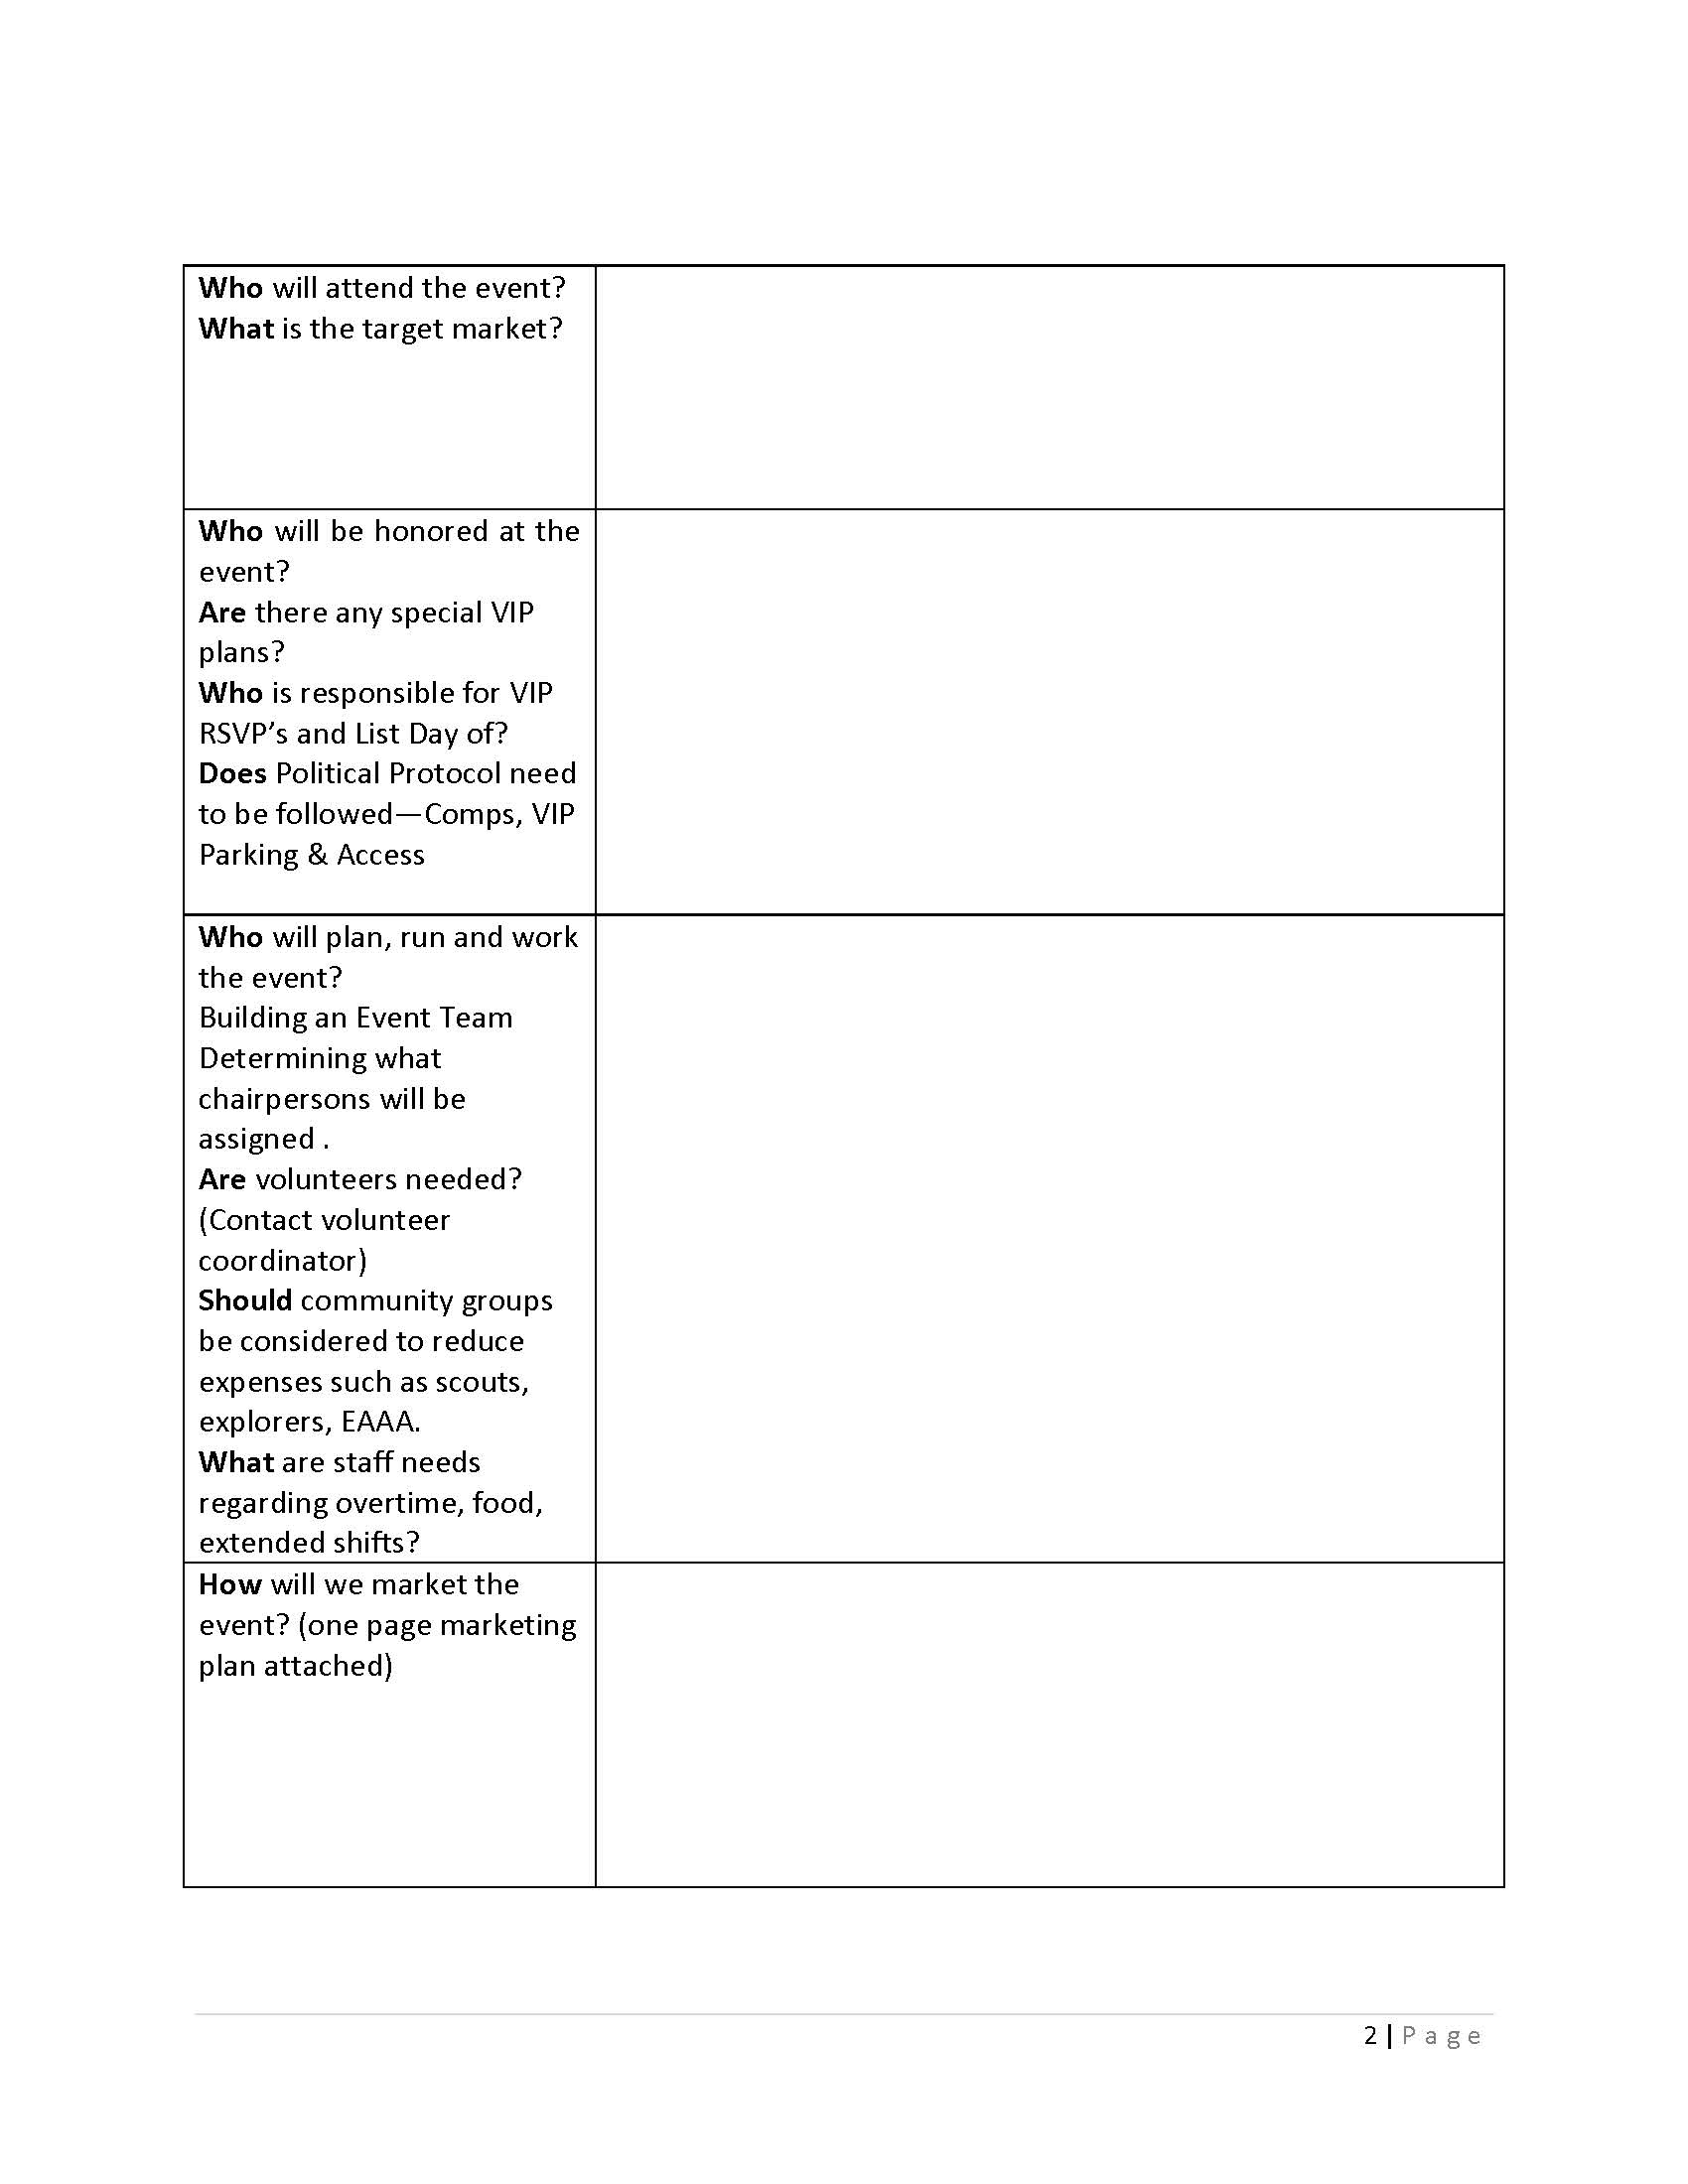 Who will attend the event?
What is the target market?
Who will be honored at the
event?
Are there any special VIP
plans?
Who is responsible for VIP
RSVP’s and List Day of?
Does Political Protocol need
to be followed—Comps, VIP
Parking & Access
Who will plan, run and work
the event?
Building an Event Team
Determining what
chairpersons will be
assigned .
Are volunteers needed?
(Contact volunteer
coordinator)
Should community groups
be considered to reduce
expenses such as scouts,
explorers, EAAA.
What are staff needs
regarding overtime, food,
extended shifts?
How will we market the
event? (one page marketing
plan attached)
2 | Page